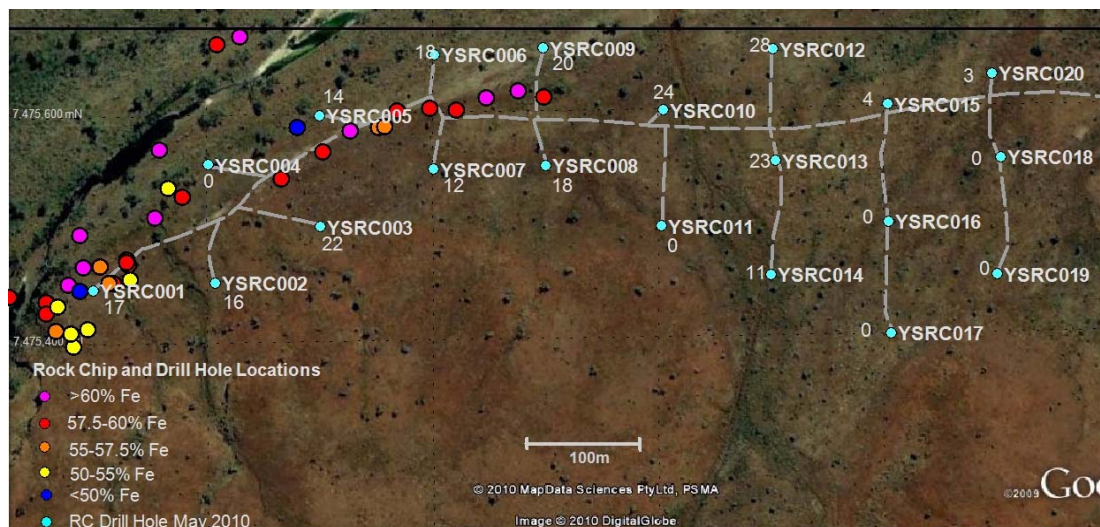 28 YSRC012
18 YSRC006
YSRC009
20
3
YSRC020
14
YSRC005
24
YSRC010
4
YSRC015
7,475,600 mN
YSRC004
0
YSRC007
12
YSRC008
18
23 YSRC013
0 YSRC018
YSRC003
22
YSRC011
0
0 YSRC016
YSRC001
17
YSRC002
16
11 YSRC014
0 YSRC019
0 YSRC017
7,475,400
Rock Chip and Drill Hole Locations
>60% Fe
57.5-60% Fe
55-57.5% Fe
50-55% Fe
<50% Fe
RC Drill Hole May 2010
100m
© 2010 MapData Sciences PtyLtd, PSMA
Image © 2010 DigitalGlobe
©2009 Goo